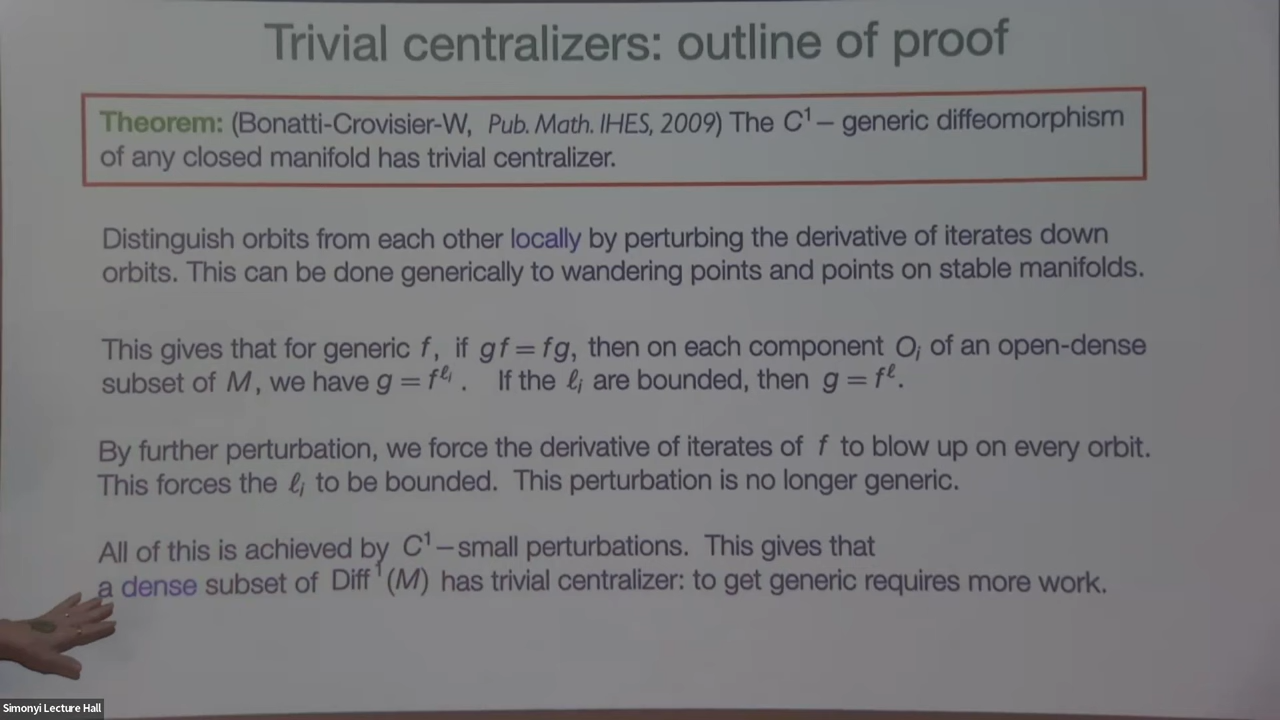 Trivial centralizers: outline of proof
Theorem: (Bonatti-Crovisier-W, Pub. Math. IHES, 2009) The C¹ – generic diffeomorphism
of any closed manifold has trivial centralizer.
Distinguish orbits from each other locally by perturbing the derivative of iterates down
orbits. This can be done generically to wandering points and points on stable manifolds.
This gives that for generic f, if gf = fg, then on each component Oᵢ of an open-dense
subset of M, we have g = f^ℓᵢ . If the ℓᵢ are bounded, then g = f^ℓ.
By further perturbation, we force the derivative of iterates of f to blow up on every orbit.
This forces the ℓᵢ to be bounded. This perturbation is no longer generic.
All of this is achieved by C¹ – small perturbations. This gives that
a dense subset of Diff¹(M) has trivial centralizer: to get generic requires more work.
Simonyi Lecture Hall